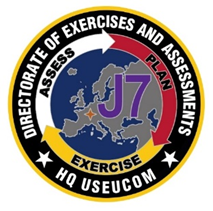 DIRECTORATE OF EXERCISES AND ASSESSMENTS
ASSESS
PLAN
J7
EXERCISE
HQ USEUCOM